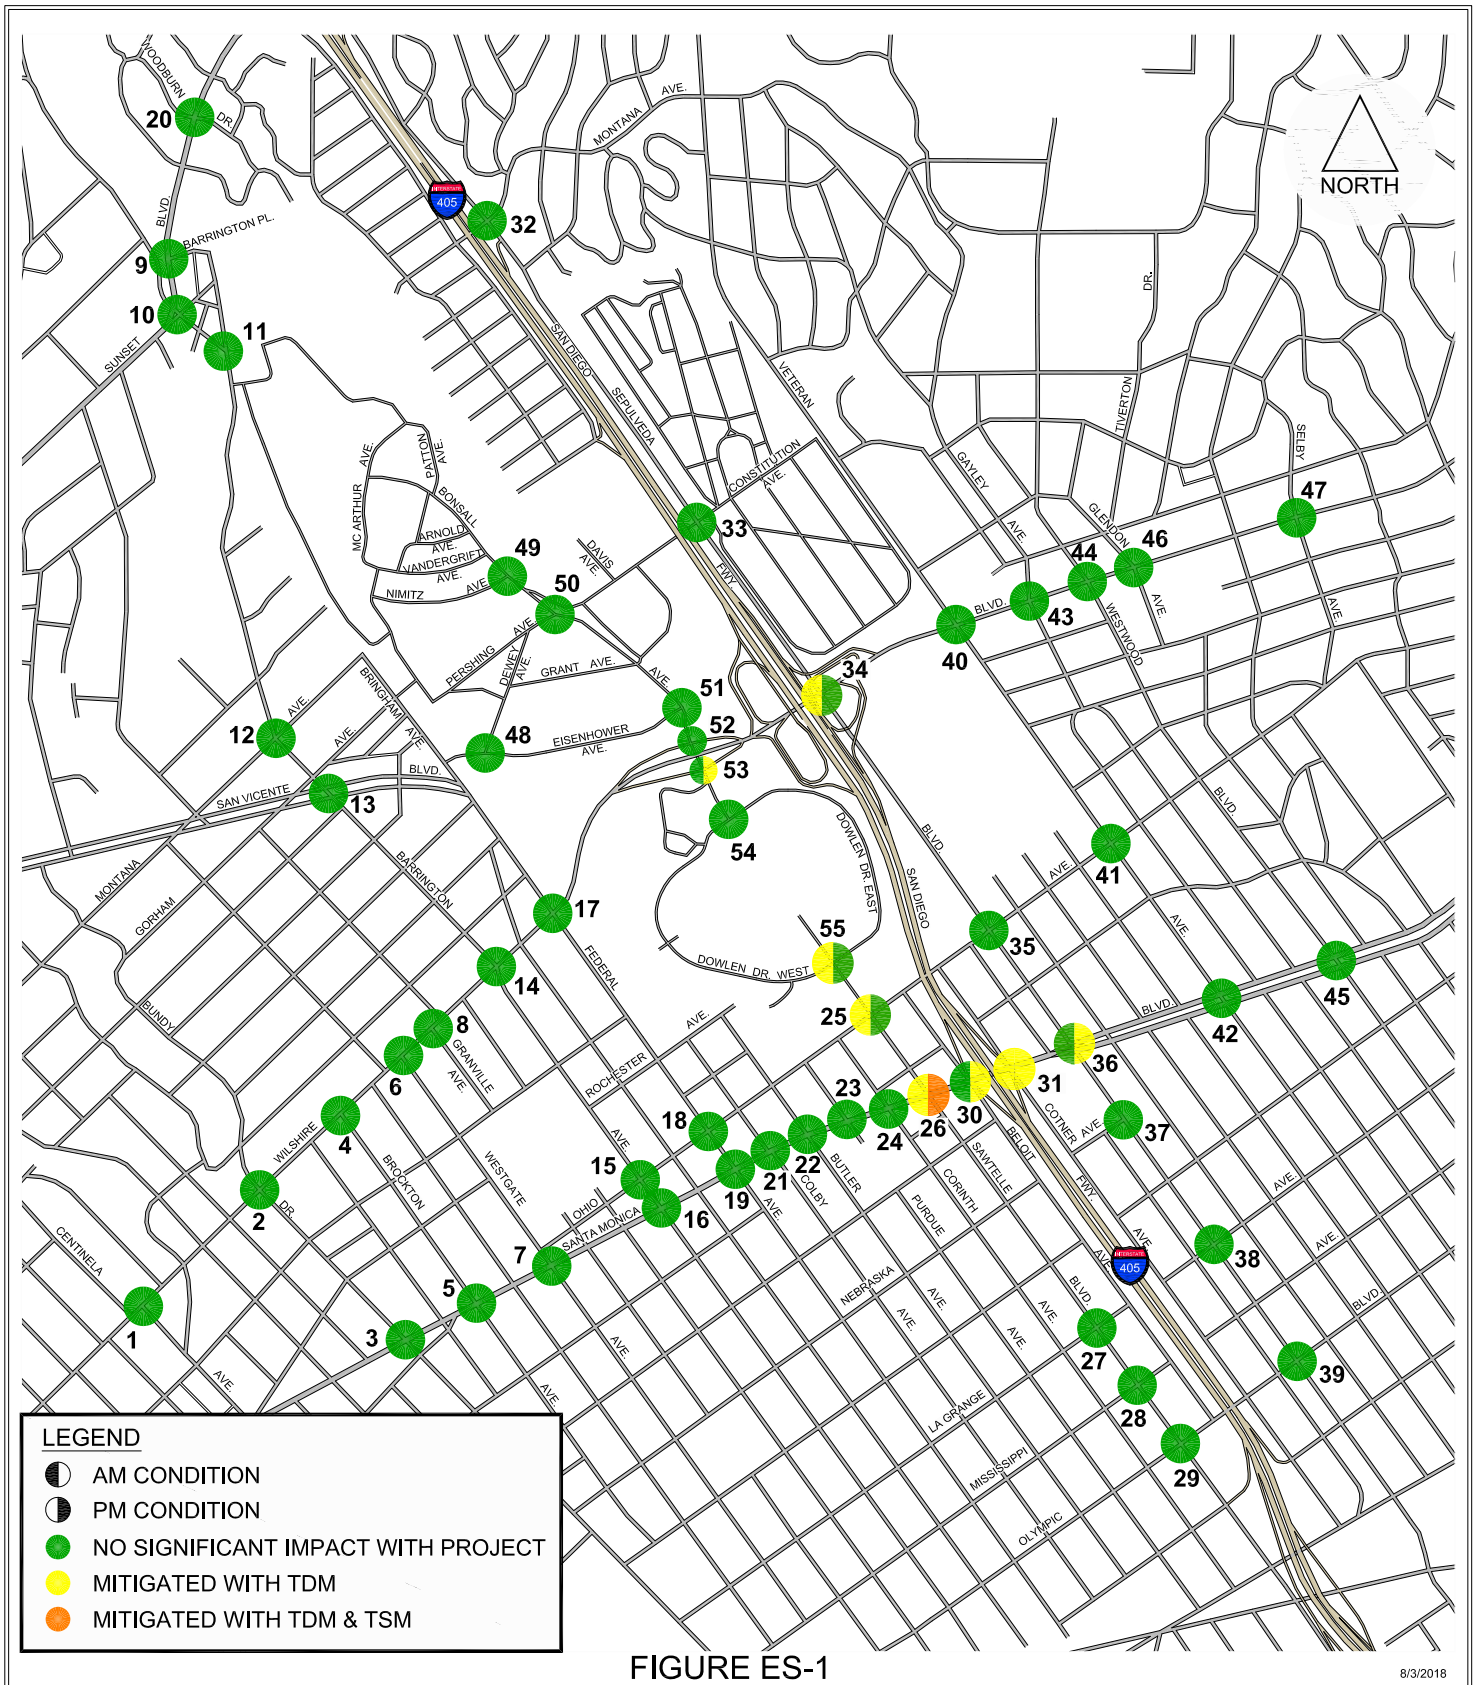 WOODBURN
DR.
20
MONTANA
AVE.
NORTH
INTERSTATE
405
32
BLVD.
BARRINGTON PL.
9
10
11
SUNSET
SAN DIEGO
SEPULVEDA
VETERAN
DR.
TIVERTON
SELBY
47
CONSTITUTION
AVE.
GAYLEY
AVE.
GLENDON
MC ARTHUR AVE.
PATTON
AVE.
BONSALL
ARNOLD
AVE.
VANDERGRIFT
AVE.
NIMITZ AVE
49
DAVIS
AVE.
33
FWY.
50
44
46
BLVD.
43
40
WESTWOOD
AVE.
AVE.
PERSHING AVE
DEWEY
AVE.
GRANT AVE.
AVE.
34
51
52
53
54
12
AVE.
BRINGHAM
AVE.
AVE.
48
EISENHOWER
AVE.
SAN VICENTE
BLVD.
13
MONTANA
GORHAM
BARRINGTON
DOWLEN DR. EAST
BLVD.
SAN DIEGO
BLVD.
AVE.
41
17
FEDERAL
55
35
AVE.
14
DOWLEN DR. WEST
25
BUNDY
8
GRANVILLE
AVE.
6
ROCHESTER
AVE.
45
42
BLVD.
36
31
30
26
24
23
18
22
21
19
4
WILSHIRE
BROCKTON
WESTGATE
AVE.
15
16
OHIO
SANTA MONICA
AVE.
COLBY
BUTLER
PURDUE
CORINTH
SAWTELLE
BELOIT
COTNER
AVE.
37
FWY.
AVE.
2
DR.
CENTINELA
7
5
3
1
AVE.
AVE.
AVE.
NEBRASKA
AVE.
AVE.
AVE.
AVE.
BLVD.
AVE.
AVE.
INTERSTATE
405
38
AVE.
BLVD.
27
39
28
29
LA GRANGE
MISSISSIPPI
OLYMPIC
LEGEND
AM CONDITION
PM CONDITION
NO SIGNIFICANT IMPACT WITH PROJECT
MITIGATED WITH TDM
MITIGATED WITH TDM & TSM
FIGURE ES-1
8/3/2018